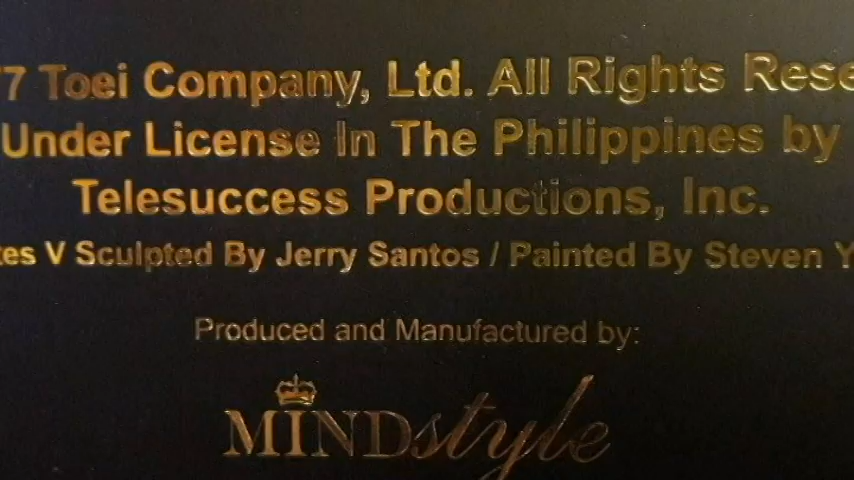 77 Toei Company, Ltd. All Rights Rese
Under License In The Philippines by
Telesuccess Productions, Inc.
tes V Sculpted By Jerry Santos / Painted By Steven Y
Produced and Manufactured by:
MINDstyle